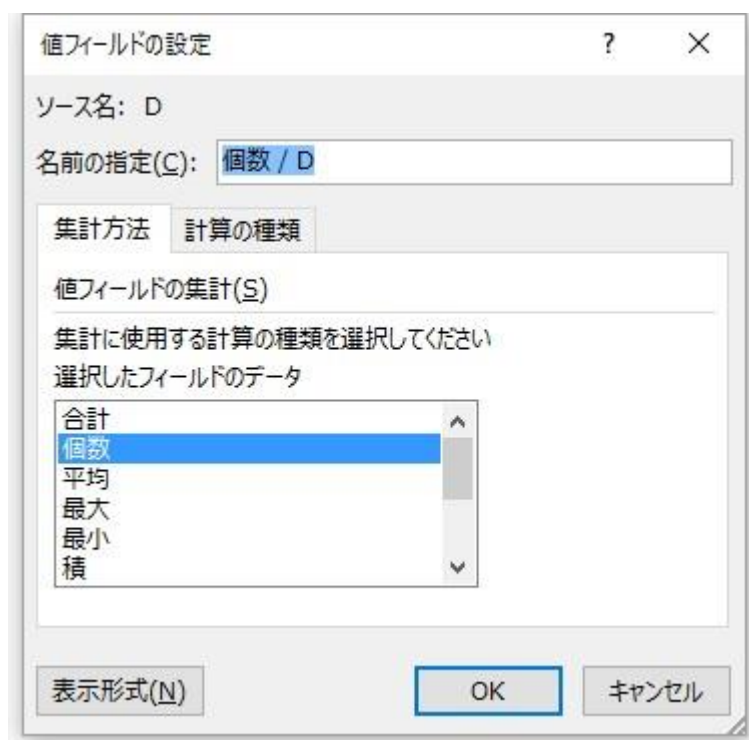 値フィールドの設定 ? ×
ソース名: D
名前の指定(C): 個数 / D
集計方法 計算の種類
値フィールドの集計(S)
集計に使用する計算の種類を選択してください
選択したフィールドのデータ
合計
個数
平均
最大
最小
積
表示形式(N) OK キャンセル